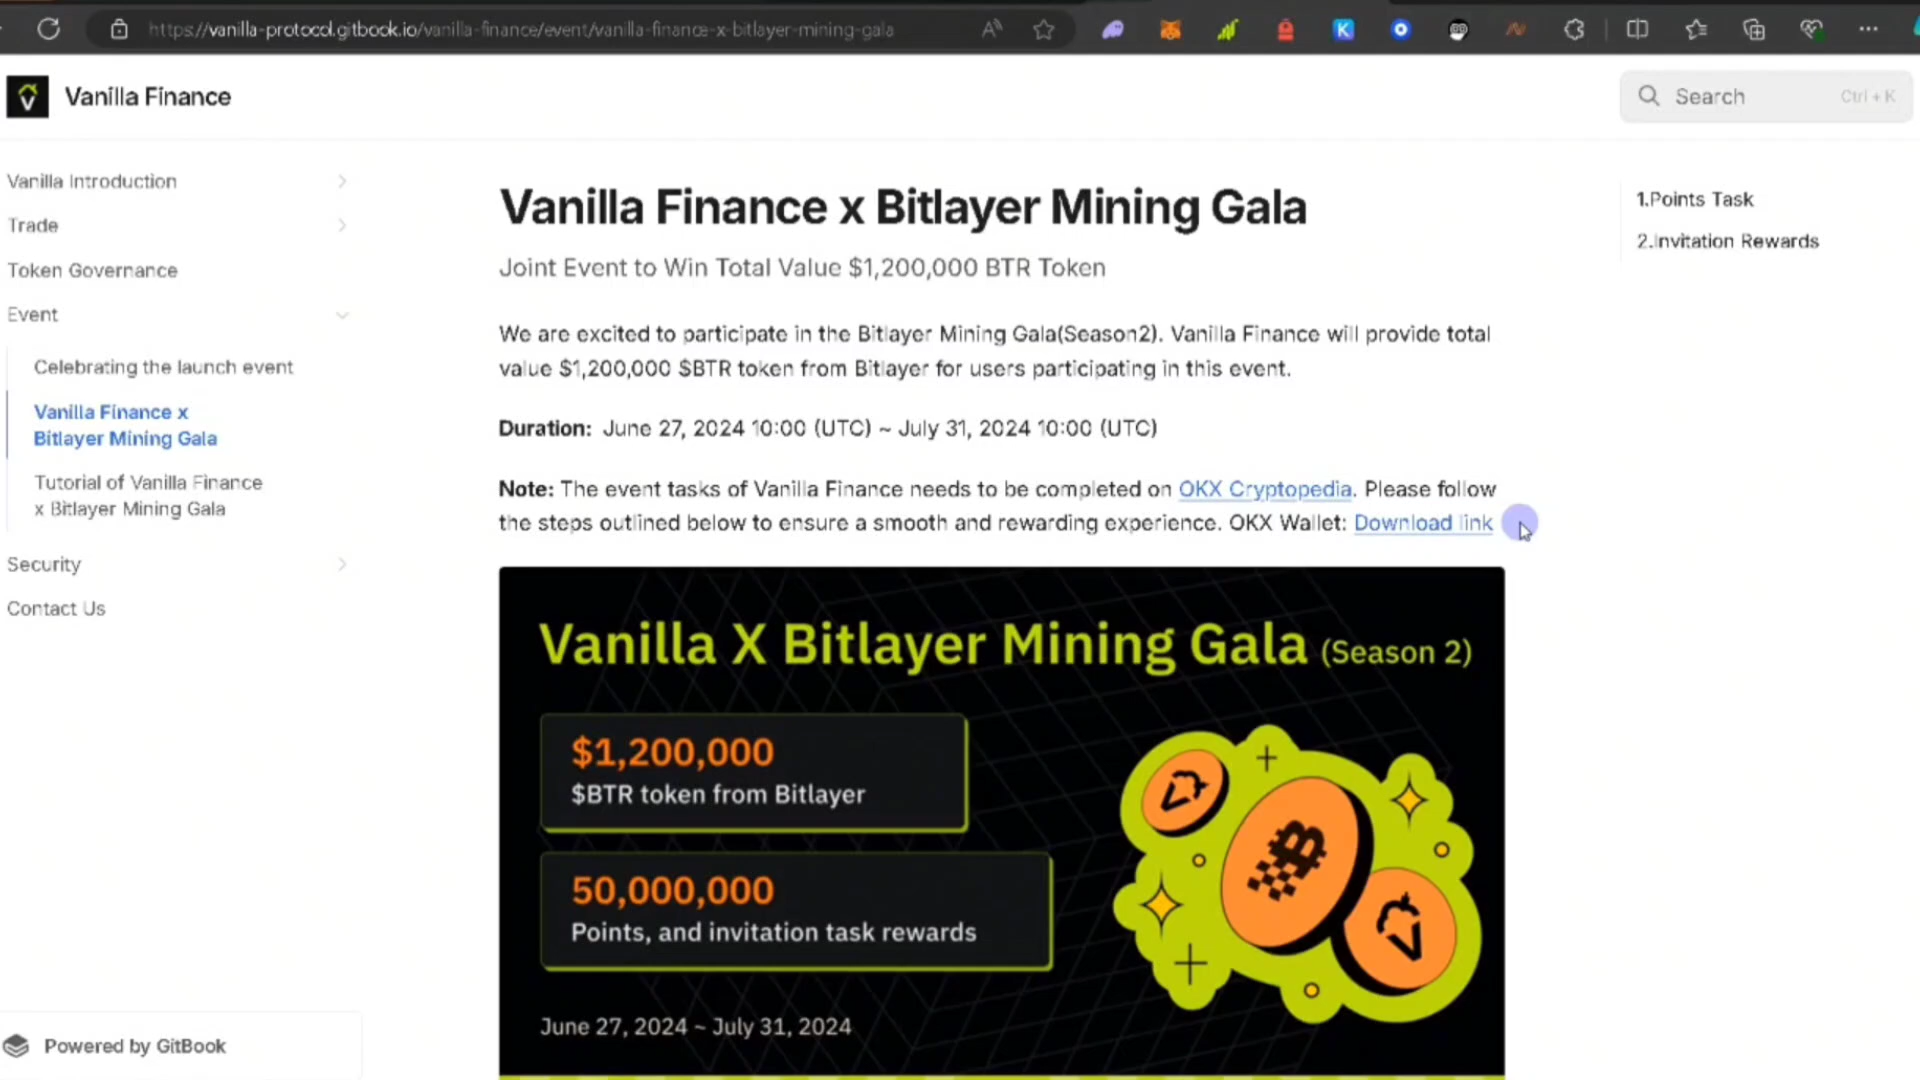 https://vanilla-protocol.gitbook.io/vanilla-finance/event/vanilla-finance-x-bitlayer-mining-gala
Vanilla Finance
Search
Ctrl + K
Vanilla Introduction
Trade
Token Governance
Event
Celebrating the launch event
Vanilla Finance x
Bitlayer Mining Gala
Tutorial of Vanilla Finance
x Bitlayer Mining Gala
Security
Contact Us
Powered by GitBook
Vanilla Finance x Bitlayer Mining Gala
Joint Event to Win Total Value $1,200,000 BTR Token
We are excited to participate in the Bitlayer Mining Gala(Season2). Vanilla Finance will provide total
value $1,200,000 $BTR token from Bitlayer for users participating in this event.
Duration: June 27, 2024 10:00 (UTC) ~ July 31, 2024 10:00 (UTC)
Note: The event tasks of Vanilla Finance needs to be completed on OKX Cryptopedia. Please follow
the steps outlined below to ensure a smooth and rewarding experience. OKX Wallet: Download link
Vanilla X Bitlayer Mining Gala (Season 2)
$1,200,000
$BTR token from Bitlayer
50,000,000
Points, and invitation task rewards
June 27, 2024 ~ July 31, 2024
1.Points Task
2.Invitation Rewards